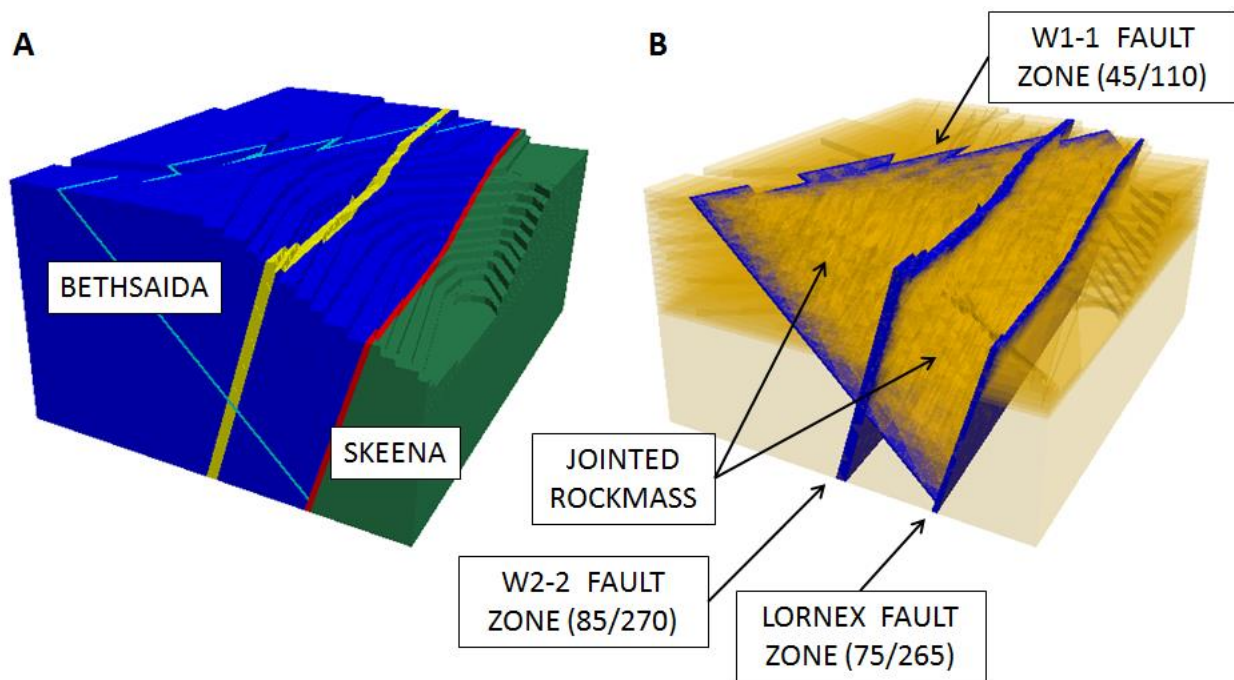 A
B
W1-1 FAULT
ZONE (45/110)
BETHSAIDA
SKEENA
JOINTED
ROCKMASS
W2-2 FAULT
ZONE (85/270)
LORNEX FAULT
ZONE (75/265)